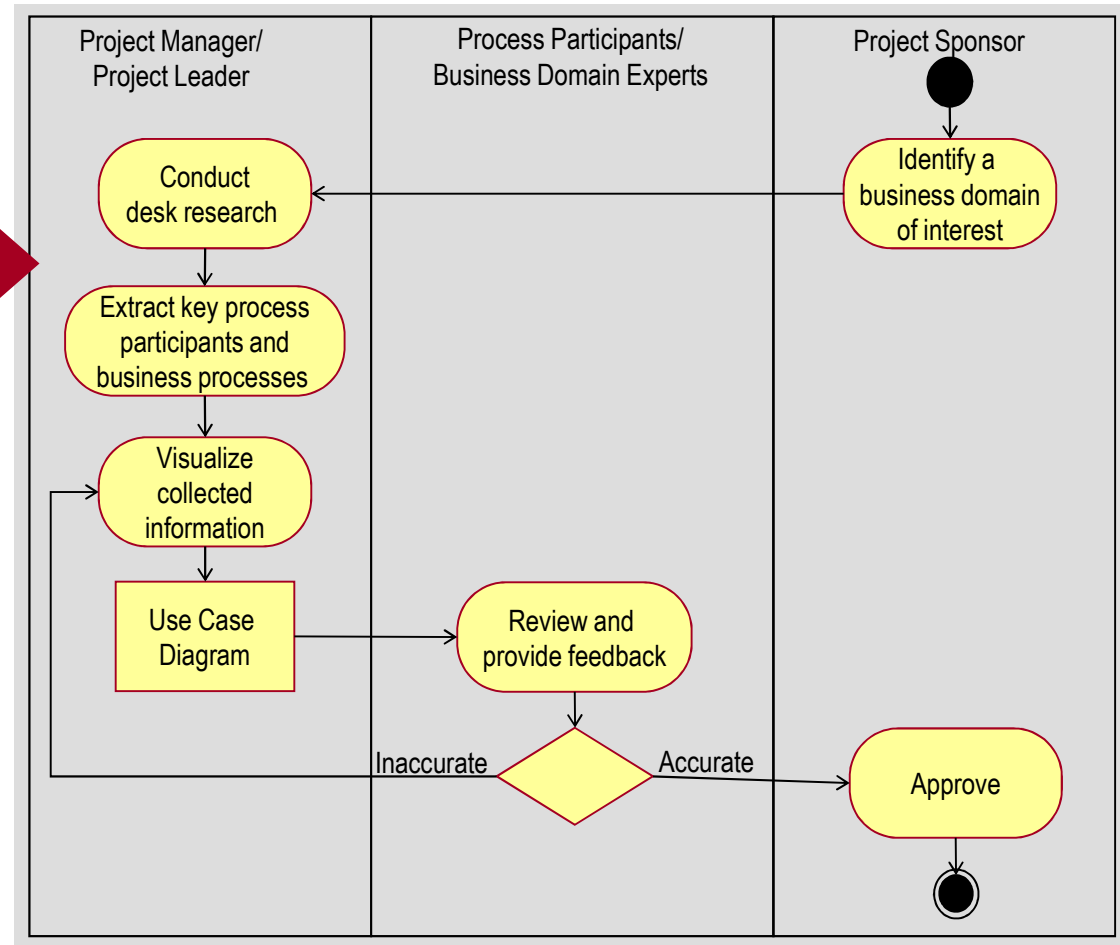 Project Manager/
Project Leader
Process Participants/
Business Domain Experts
Project Sponsor
Identify a
business domain
of interest
Conduct
desk research
Extract key process
participants and
business processes
Visualize
collected
information
Use Case
Diagram
Review and
provide feedback
Inaccurate
Accurate
Approve